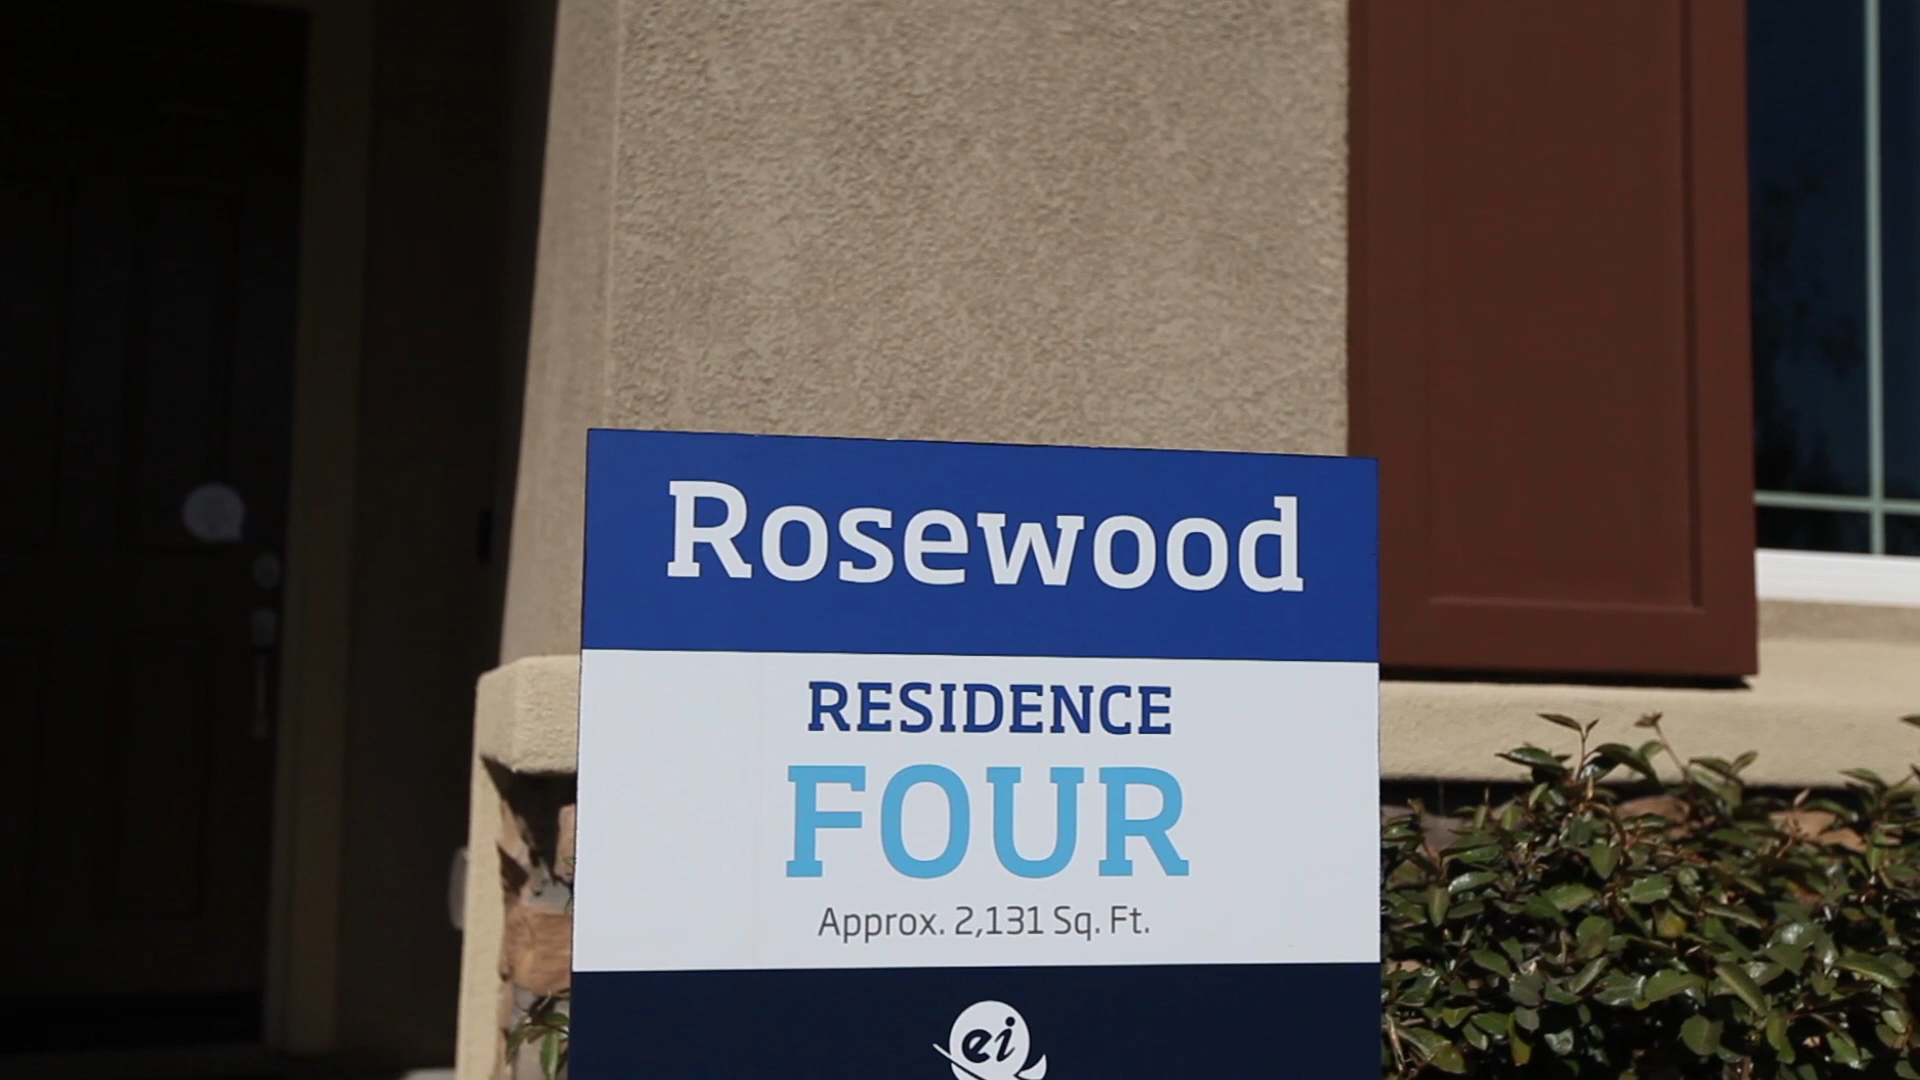 Rosewood
RESIDENCE
FOUR
Approx. 2,131 Sq. Ft.
ei